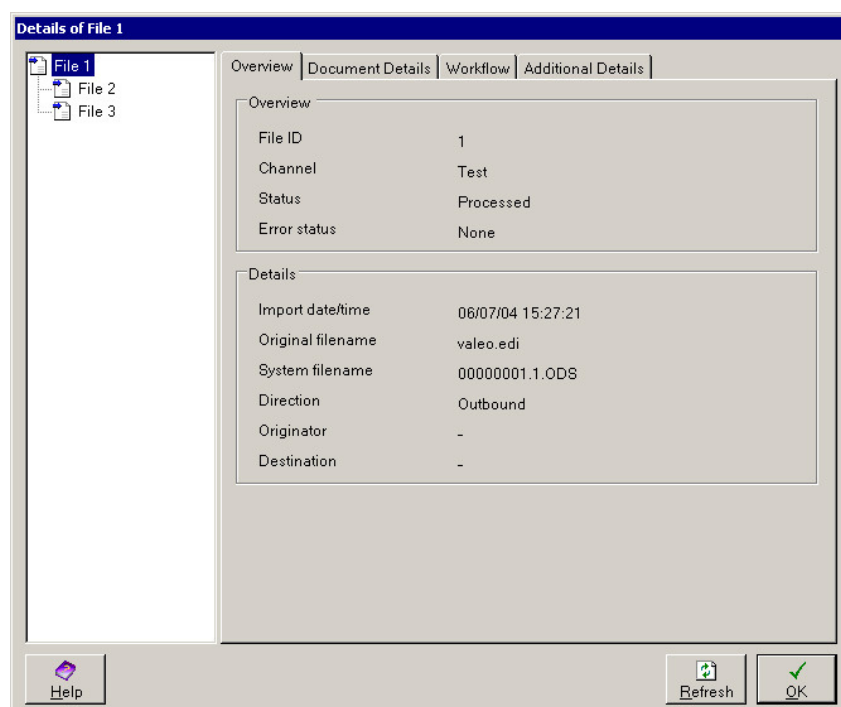 Details of File 1
File 1
File 2
File 3
Overview Document Details Workflow Additional Details
Overview
File ID 1
Channel Test
Status Processed
Error status None
Details
Import date/time 06/07/04 15:27:21
Original filename valeo.edi
System filename 00000001.1.ODS
Direction Outbound
Originator -
Destination -
Help Refresh OK